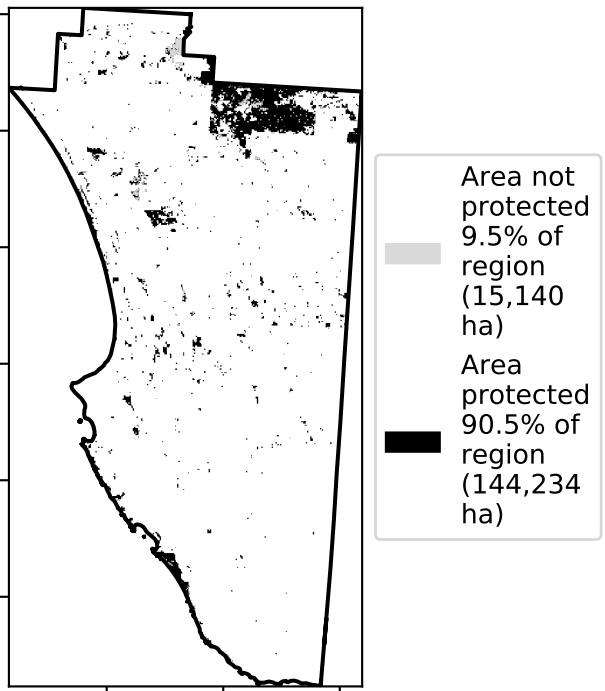 Area not
protected
9.5% of
region
(15,140
ha)
Area
protected
90.5% of
region
(144,234
ha)